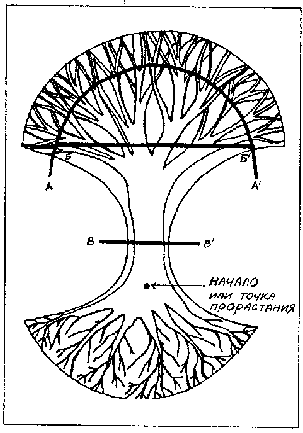 Б Б'
А А'
В В'
НАЧАЛО
ИЛИ ТОЧКА
ПРОРАСТАНИЯ